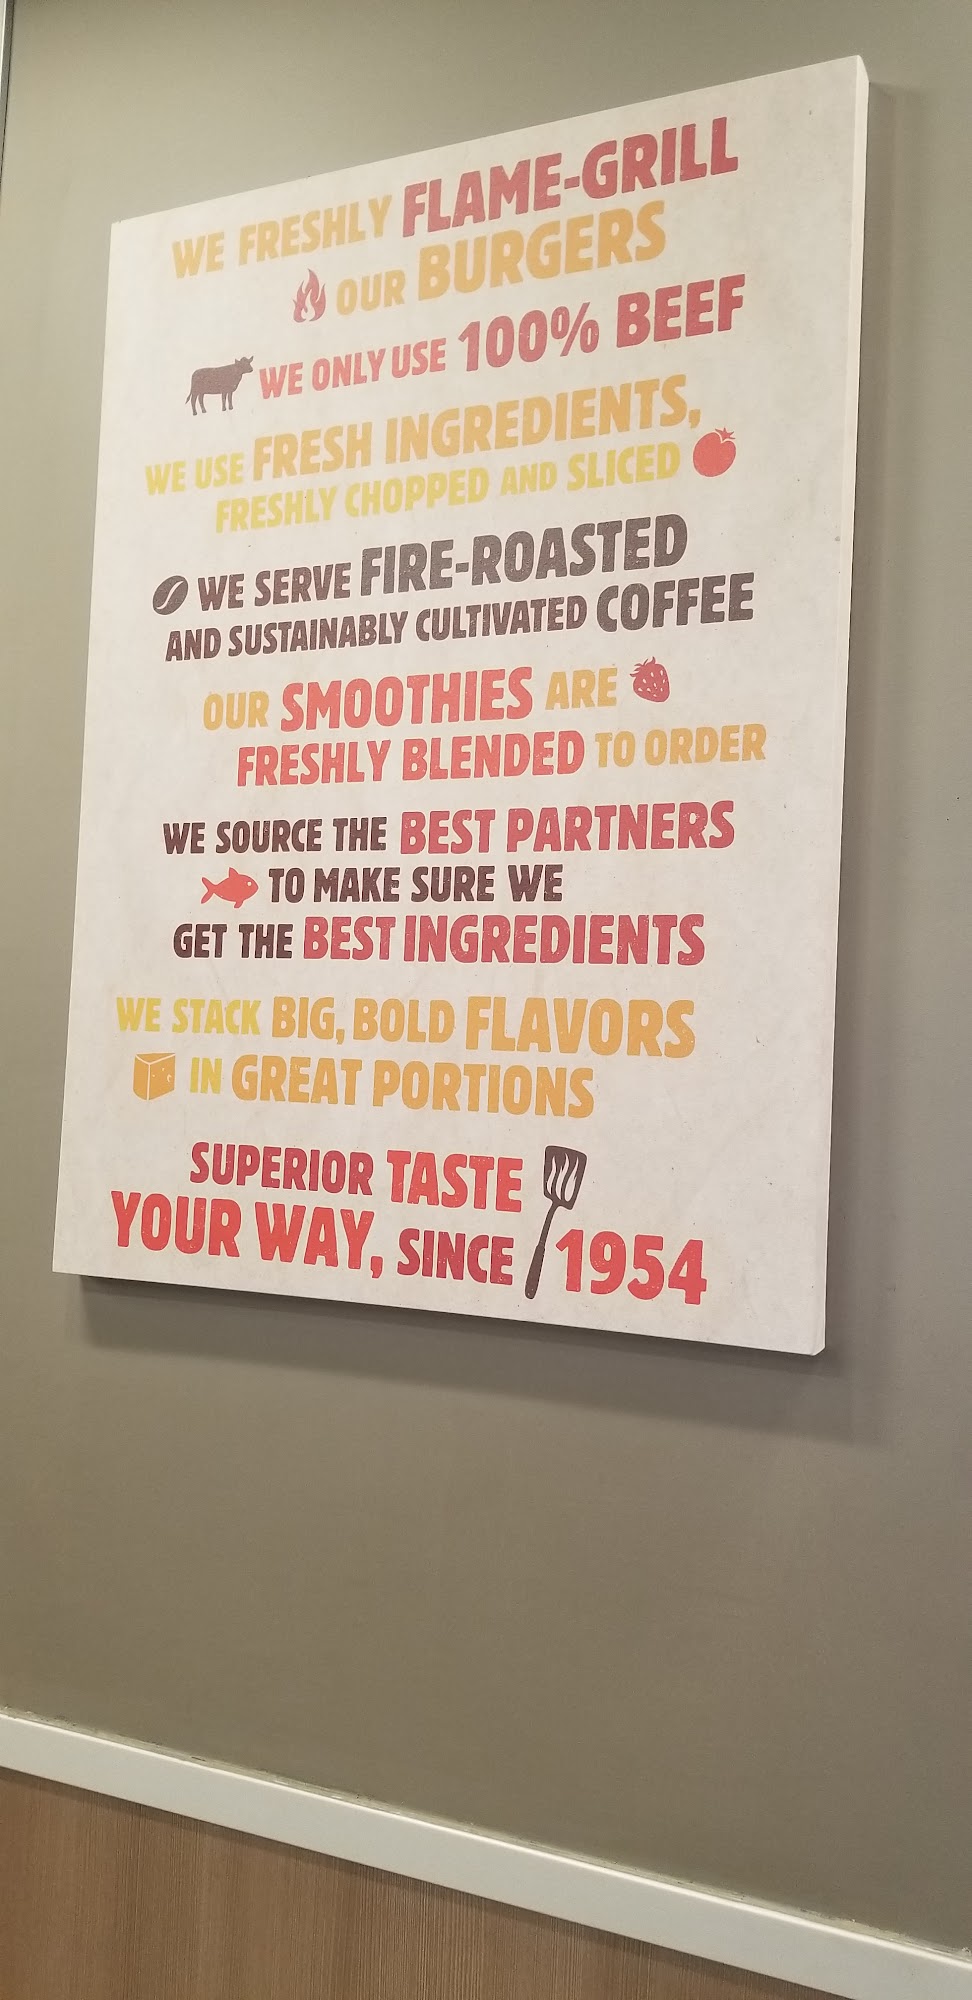 WE FRESHLY FLAME-GRILL
OUR BURGERS
WE ONLY USE 100% BEEF
WE USE FRESH INGREDIENTS,
FRESHLY CHOPPED AND SLICED
WE SERVE FIRE-ROASTED
AND SUSTAINABLY CULTIVATED COFFEE
OUR SMOOTHIES ARE
FRESHLY BLENDED TO ORDER
WE SOURCE THE BEST PARTNERS
TO MAKE SURE WE
GET THE BEST INGREDIENTS
WE STACK BIG, BOLD FLAVORS
IN GREAT PORTIONS
SUPERIOR TASTE
YOUR WAY, SINCE 1954